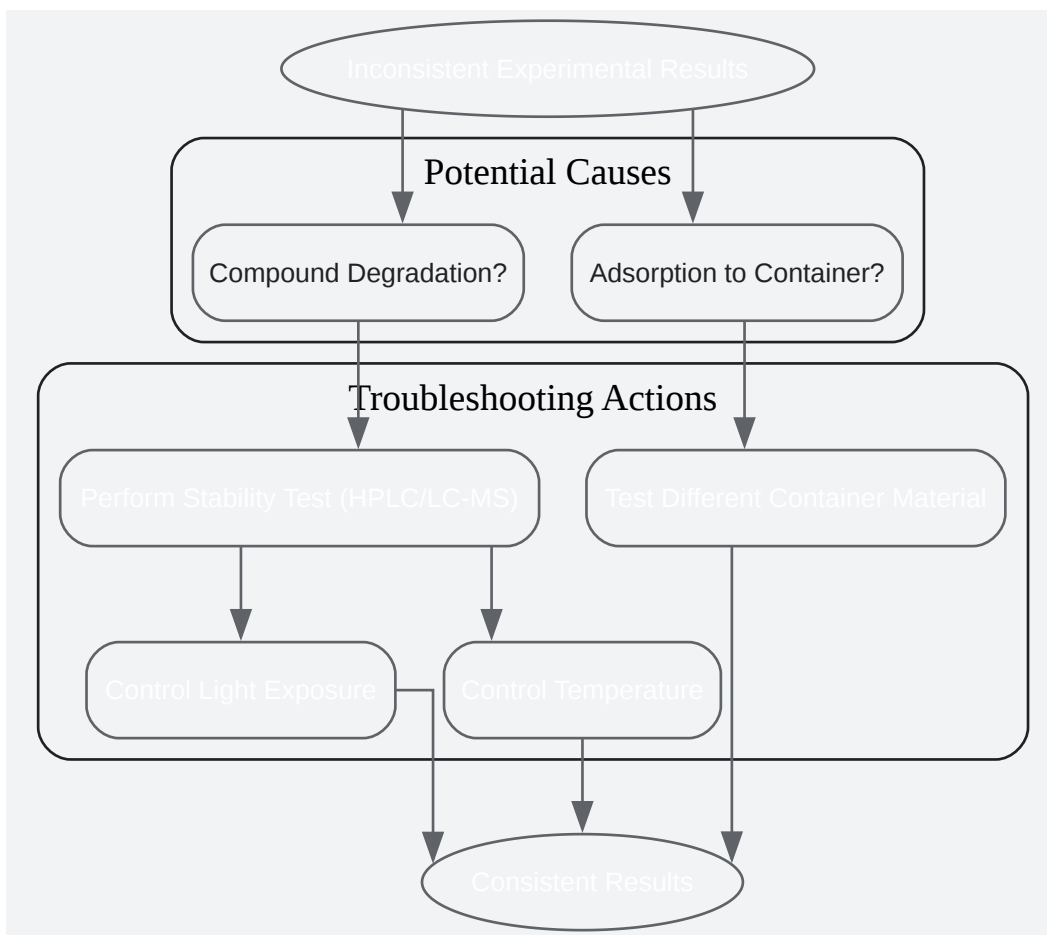 Inconsistent Experimental Results
Potential Causes
Compound Degradation?
Adsorption to Container?
Troubleshooting Actions
Perform Stability Test (HPLC/LC-MS)
Test Different Container Material
Control Light Exposure
Control Temperature
Consistent Results